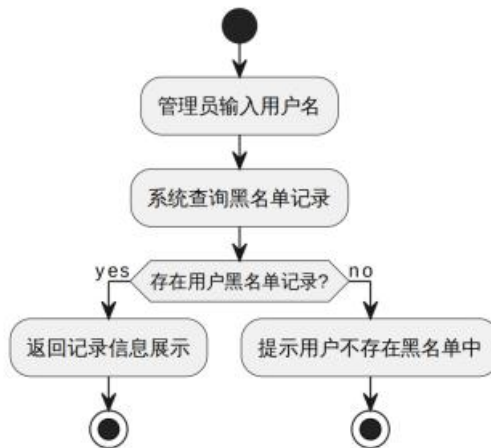 管理员输入用户名
系统查询黑名单记录
yes
存在用户黑名单记录?
no
返回记录信息展示
提示用户不存在黑名单中